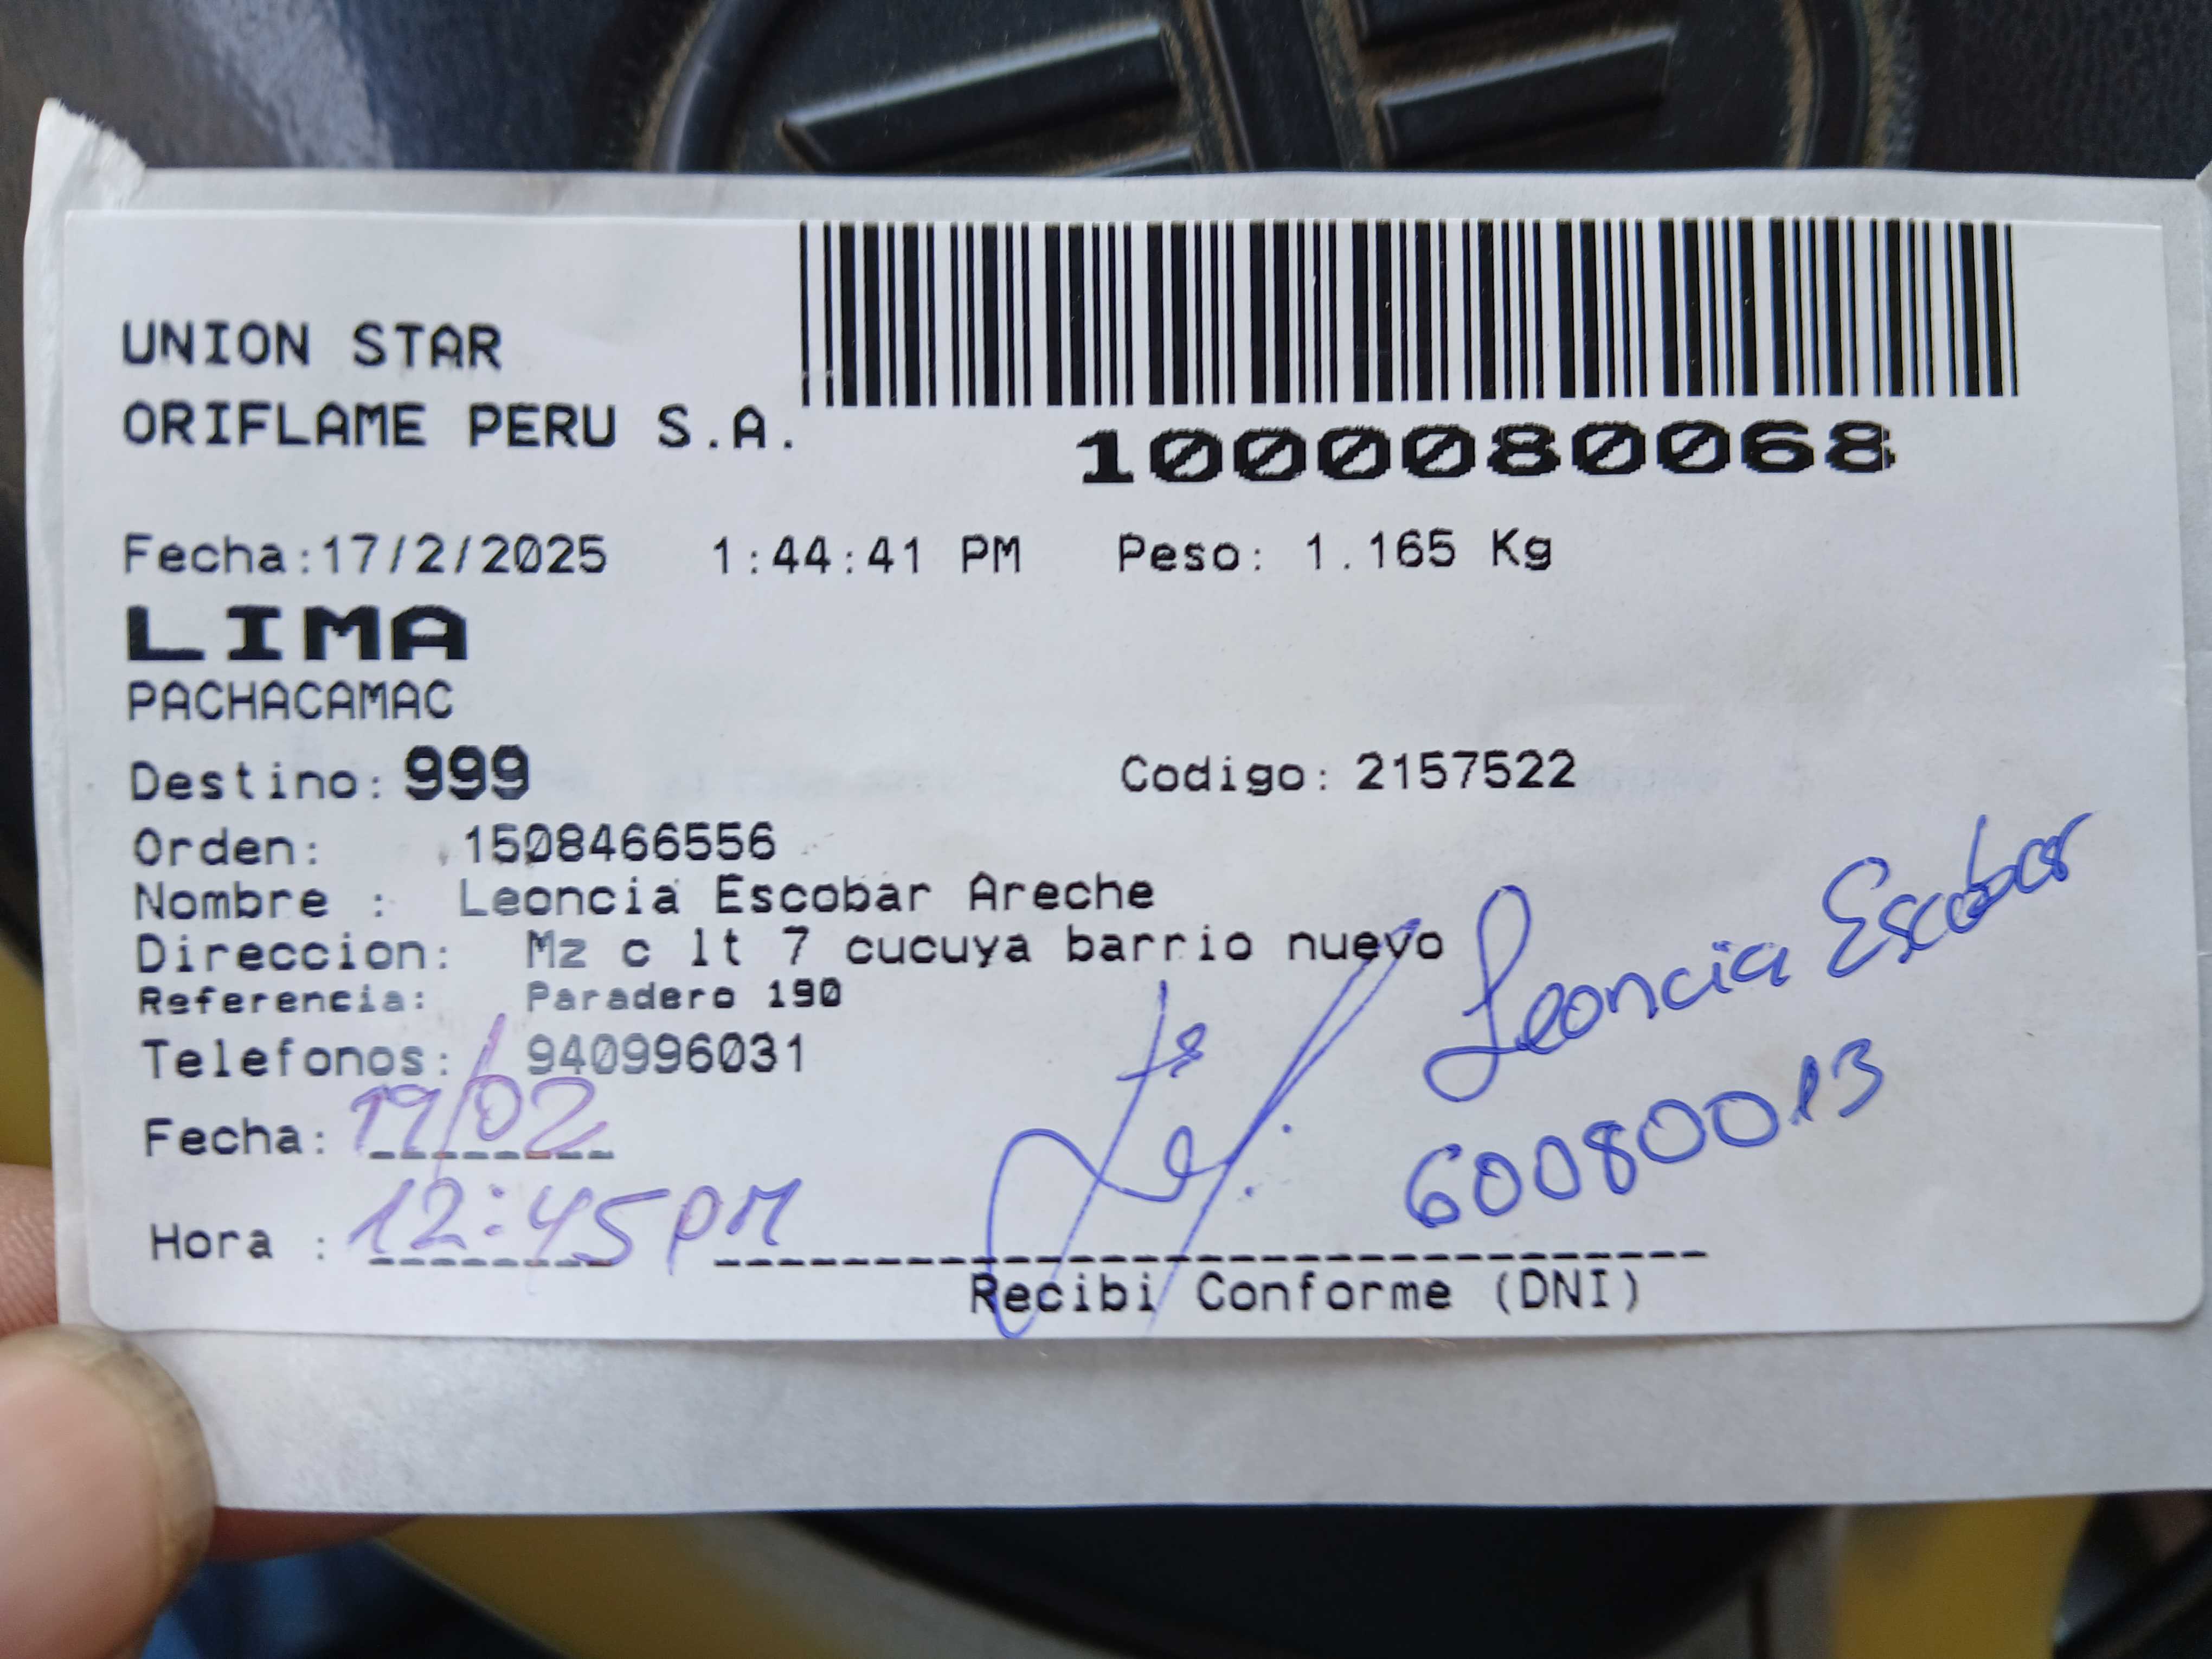 UNION STAR
ORIFLAME PERU S.A.
1000080068
Fecha:17/2/2025 1:44:41 PM Peso: 1.165 Kg
LIMA
PACHACAMAC
Destino: 999 Codigo: 2157522
Orden: 1508466556
Nombre : Leoncia Escobar Areche
Direccion: Mz c lt 7 cucuya barrio nuevo
Referencia: Paradero 190
Telefonos: 940996031
Leoncia Escobar
60080013
Fecha: 19/02
Hora : 12:45 PM
Recibi Conforme (DNI)